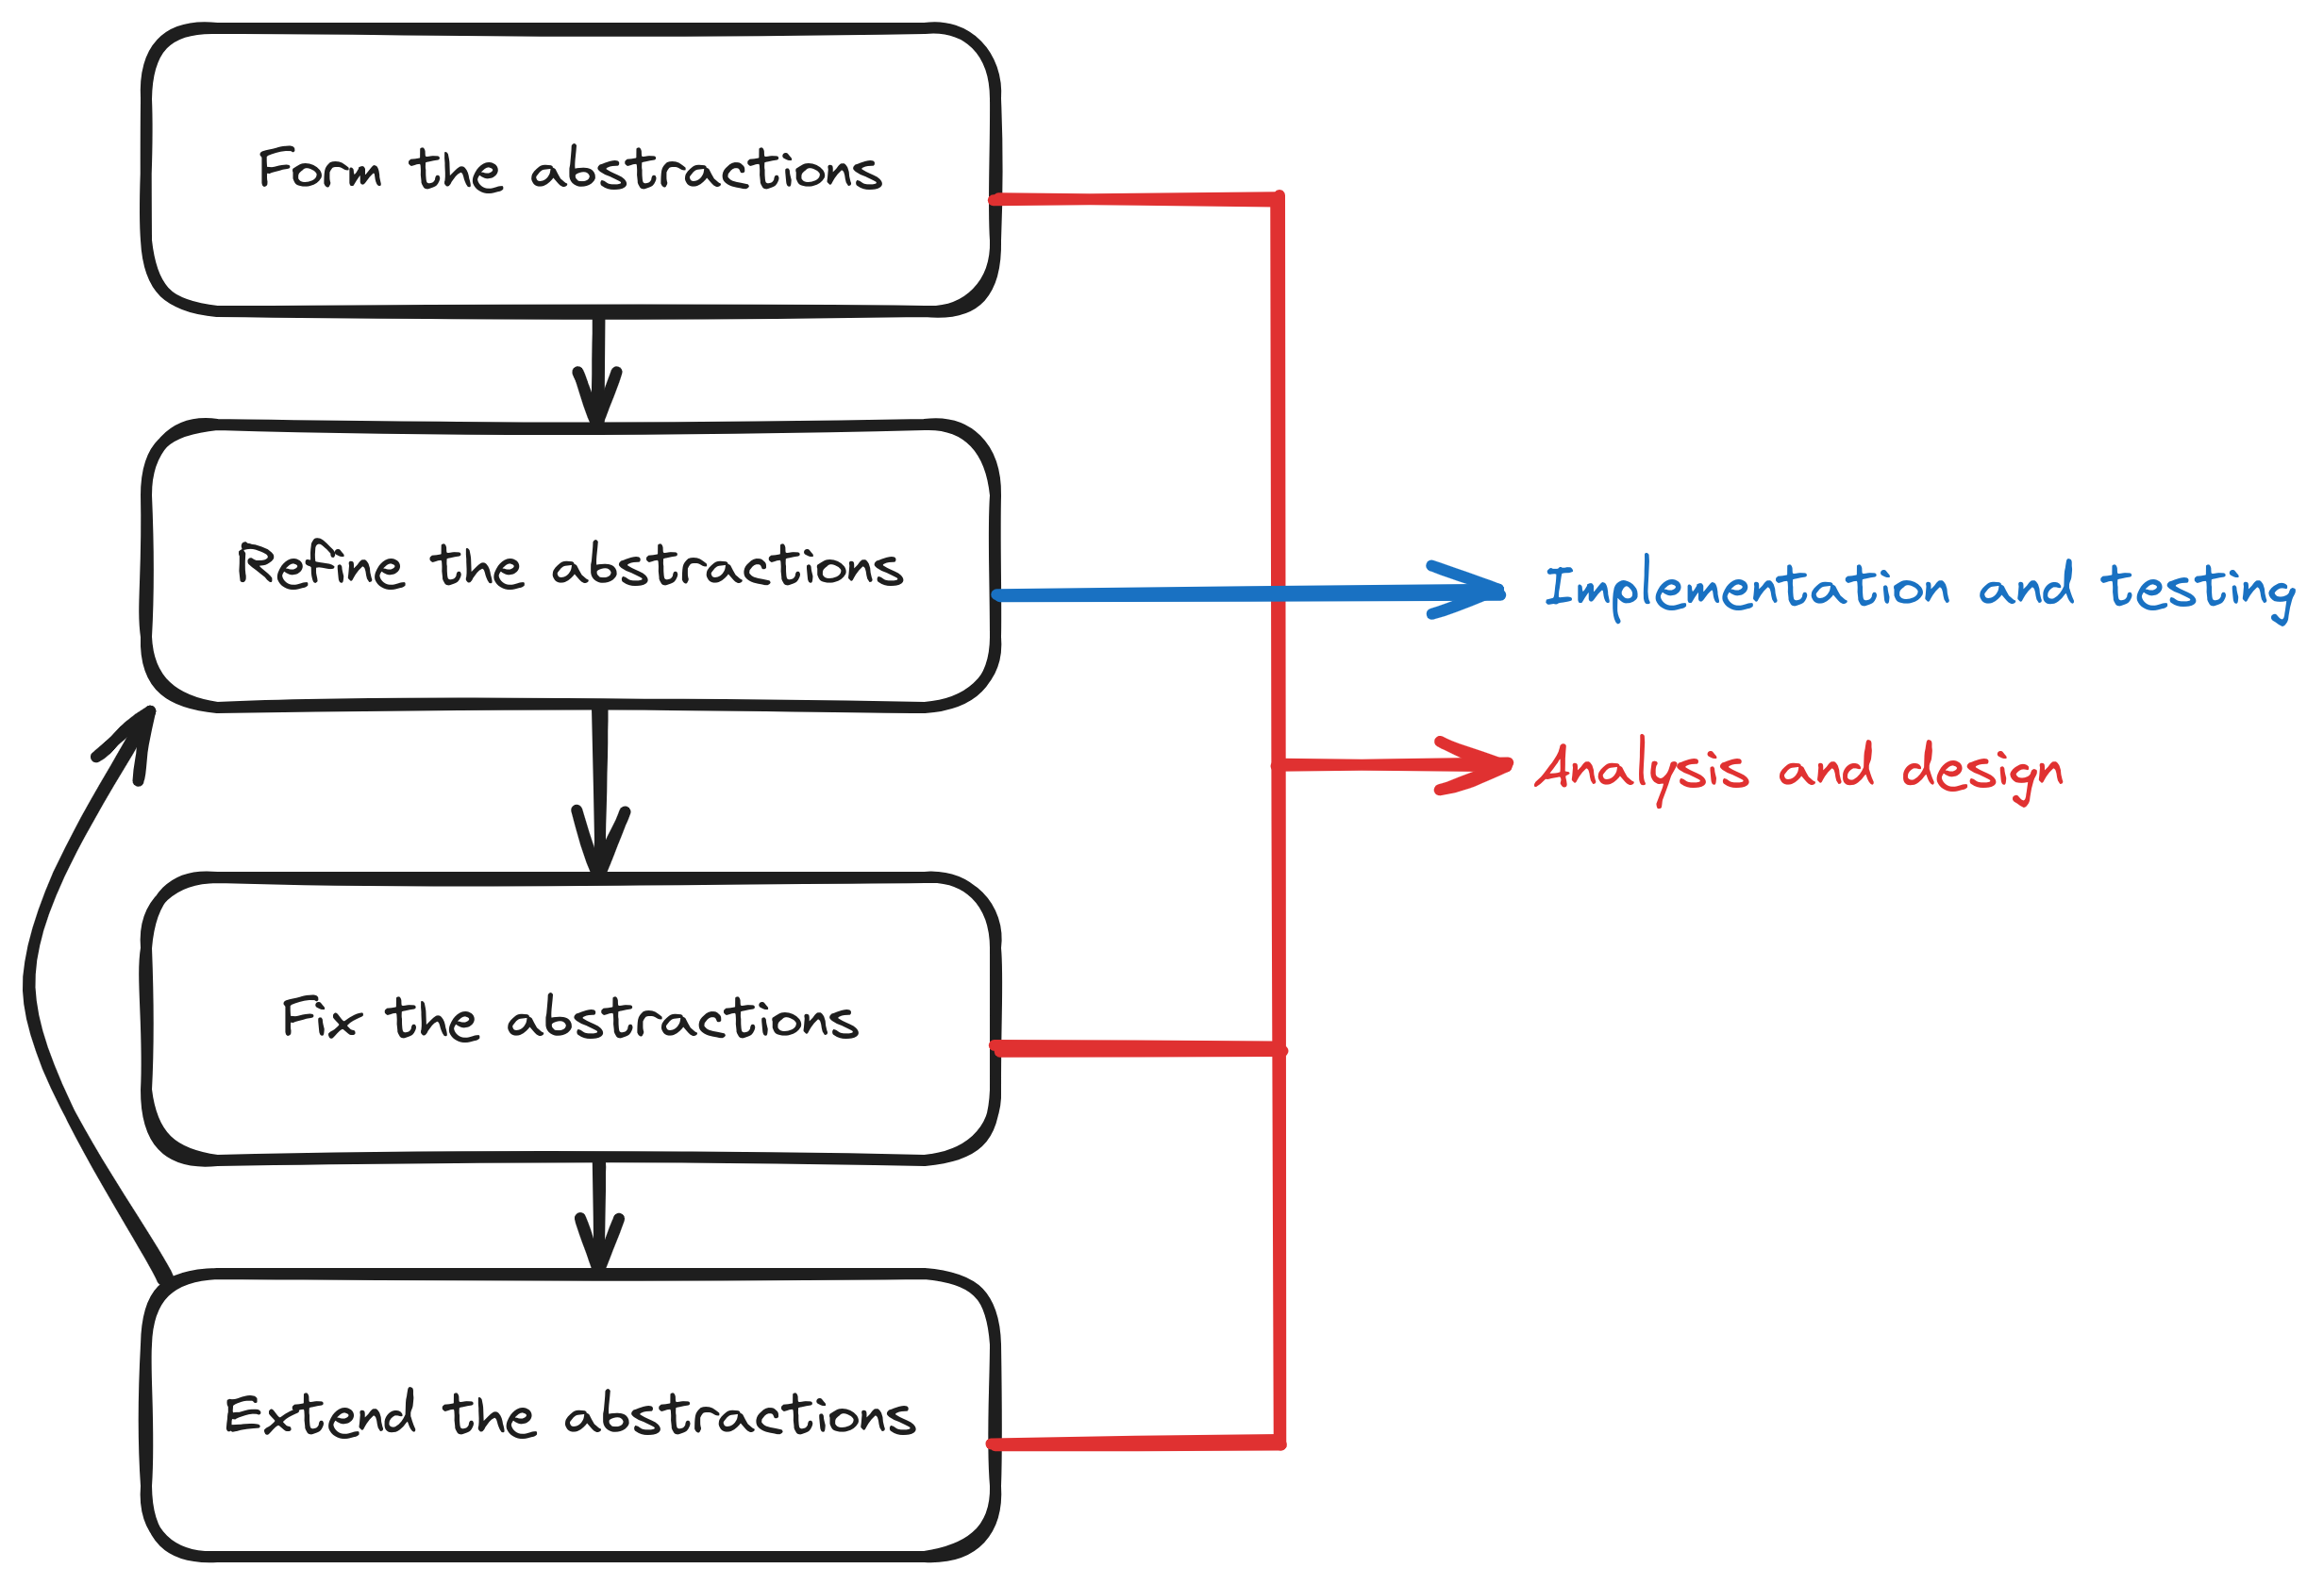 Form the abstractions
Refine the abstractions
Implementation and testing
Analysis and design
Fix the abstractions
Extend the abstractions